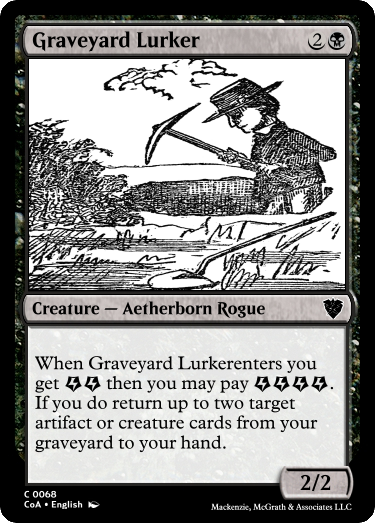 Graveyard Lurker 2
Creature — Aetherborn Rogue
When Graveyard Lurkerenters you
get then you may pay .
If you do return up to two target
artifact or creature cards from your
graveyard to your hand.
2/2
C 0068
CoA • English
Mackenzie, McGrath & Associates LLC